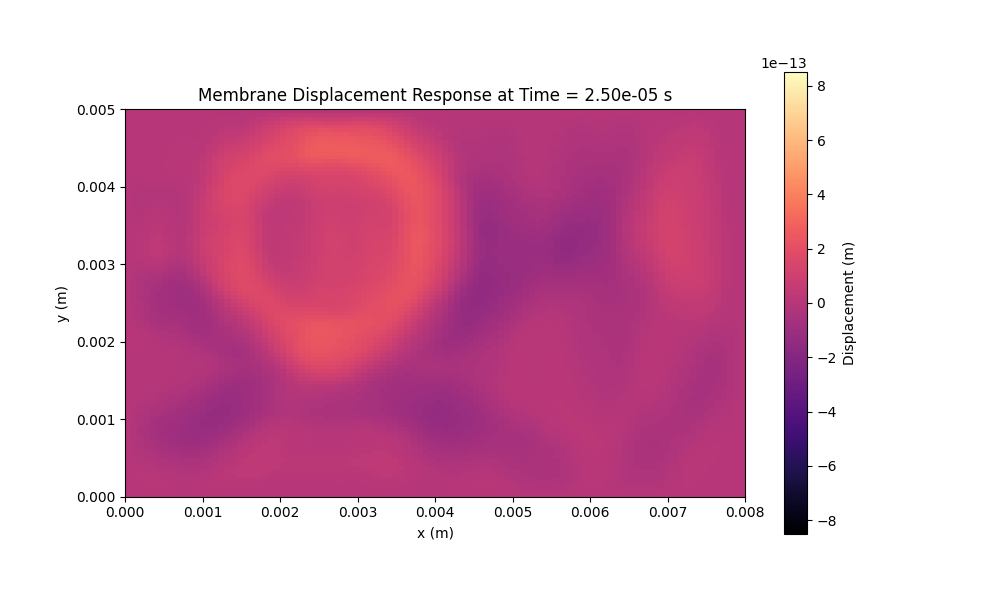 1e−13
Membrane Displacement Response at Time = 2.50e-05 s
0.005
0.004
0.003
0.002
0.001
0.000
y (m)
0.000 0.001 0.002 0.003 0.004 0.005 0.006 0.007 0.008
x (m)
8
6
4
2
0
−2
−4
−6
−8
Displacement (m)